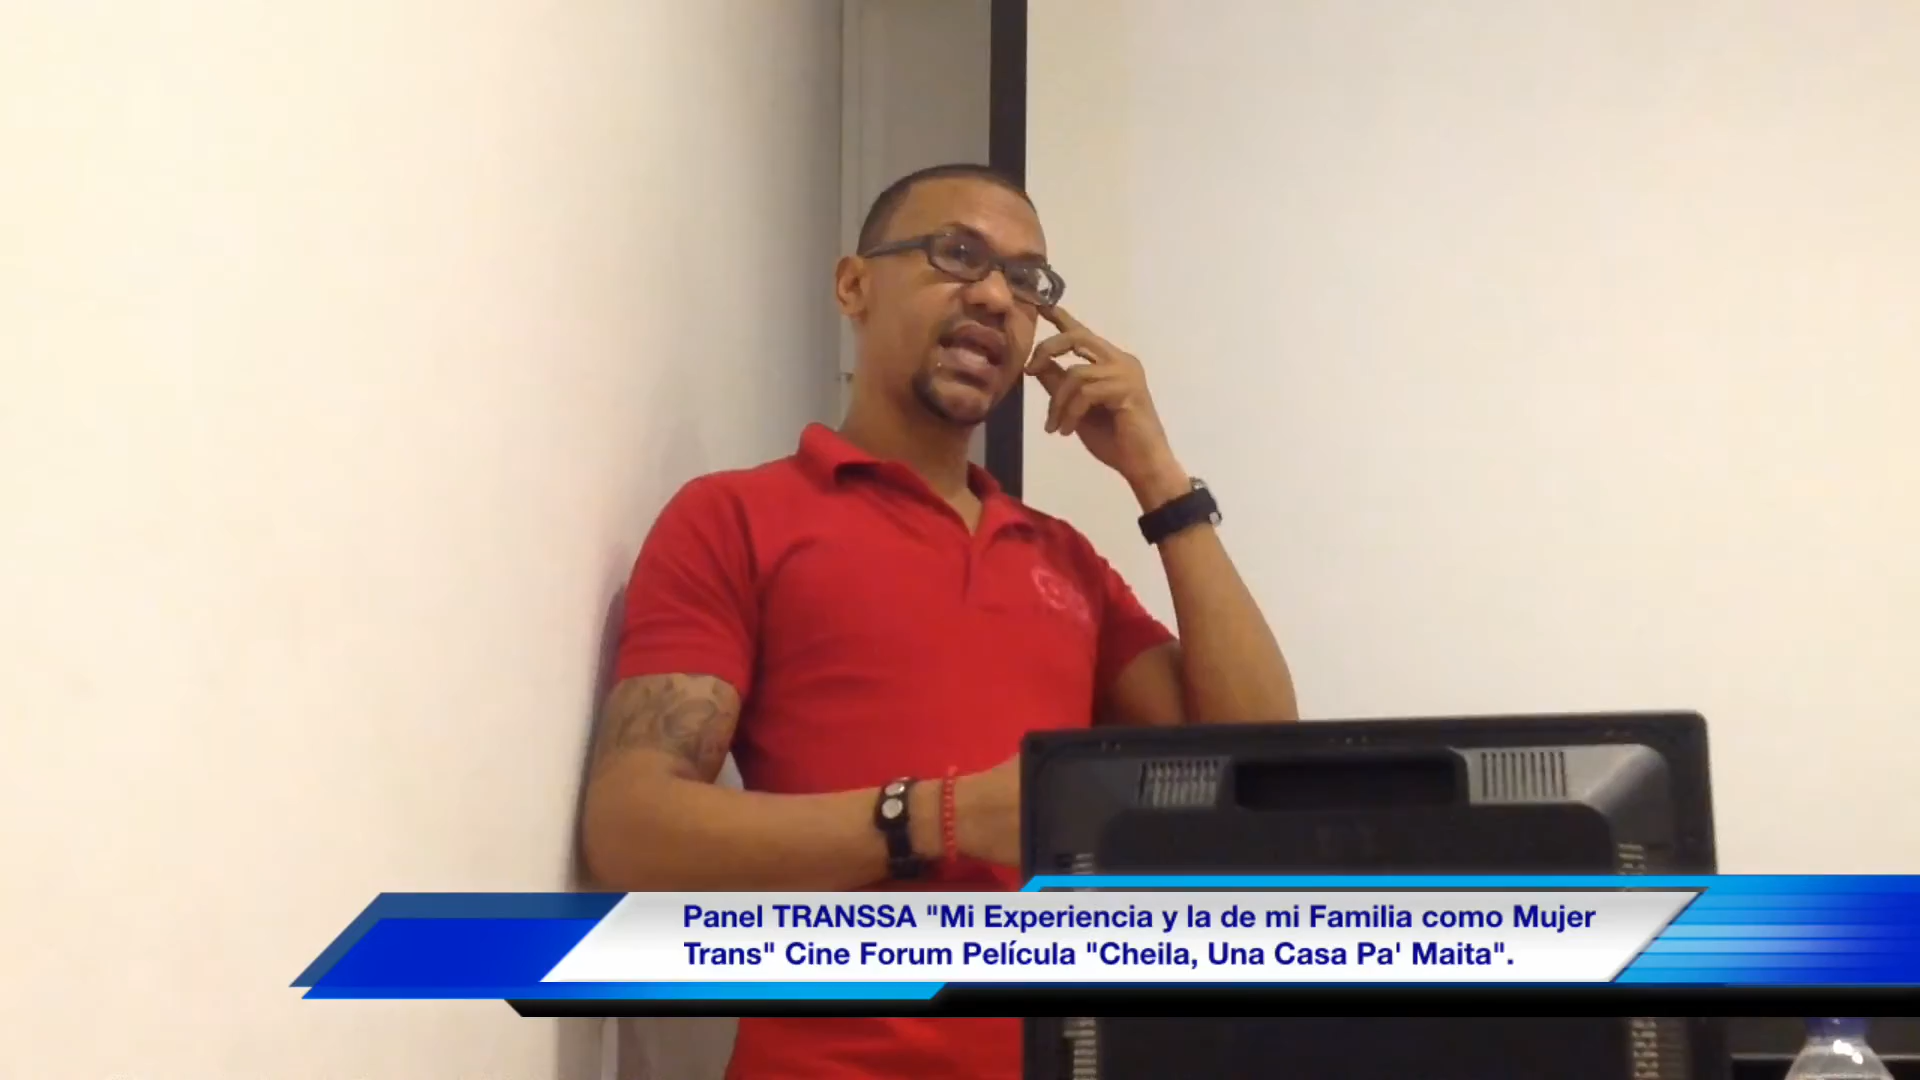 Panel TRANSSA "Mi Experiencia y la de mi Familia como Mujer
Trans" Cine Forum Película "Cheila, Una Casa Pa' Maita".